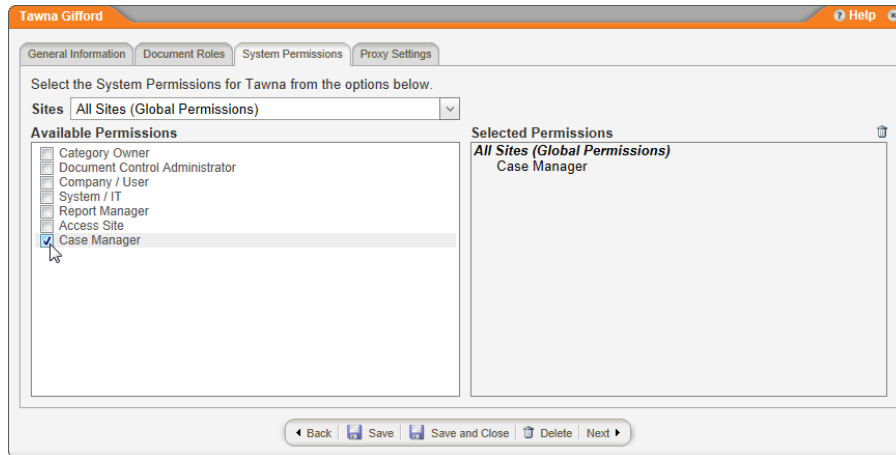 Tawna Gifford
Help
General Information
Document Roles
System Permissions
Proxy Settings
Select the System Permissions for Tawna from the options below.
Sites All Sites (Global Permissions)
Available Permissions
Category Owner
Document Control Administrator
Company / User
System / IT
Report Manager
Access Site
Case Manager
Selected Permissions
All Sites (Global Permissions)
Case Manager
Back Save Save and Close Delete Next